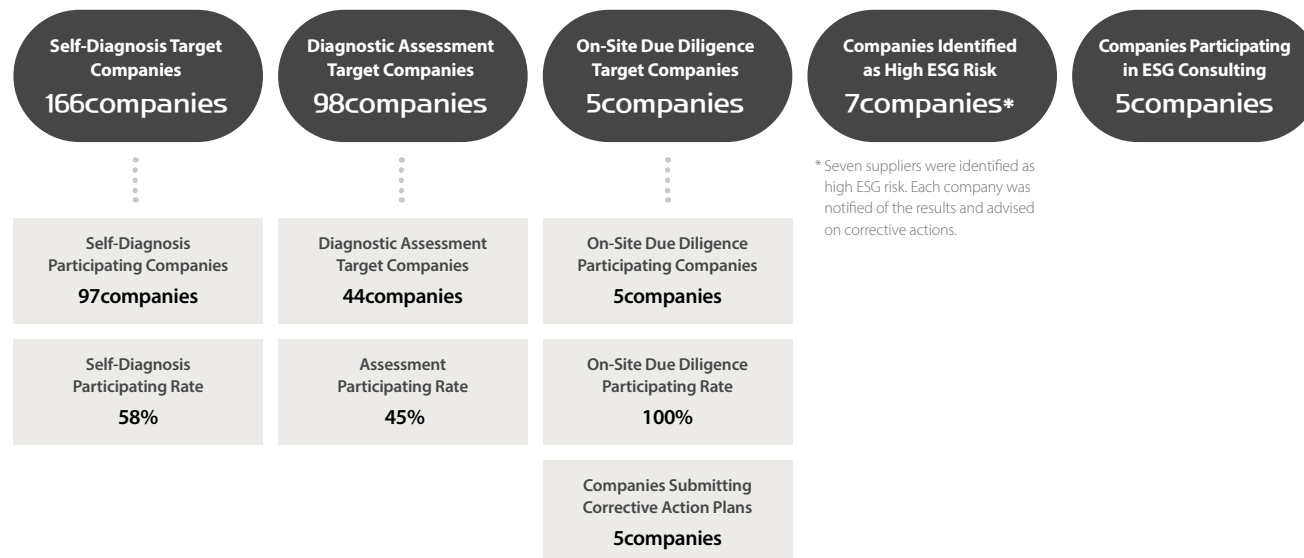 Self-Diagnosis Target
Companies
166companies
Diagnostic Assessment
Target Companies
98companies
On-Site Due Diligence
Target Companies
5companies
Companies Identified
as High ESG Risk
7companies*
Companies Participating
in ESG Consulting
5companies
* Seven suppliers were identified as
high ESG risk. Each company was
notified of the results and advised
on corrective actions.
Self-Diagnosis
Participating Companies
97companies
Diagnostic Assessment
Target Companies
44companies
On-Site Due Diligence
Participating Companies
5companies
Self-Diagnosis
Participating Rate
58%
Assessment
Participating Rate
45%
On-Site Due Diligence
Participating Rate
100%
Companies Submitting
Corrective Action Plans
5companies